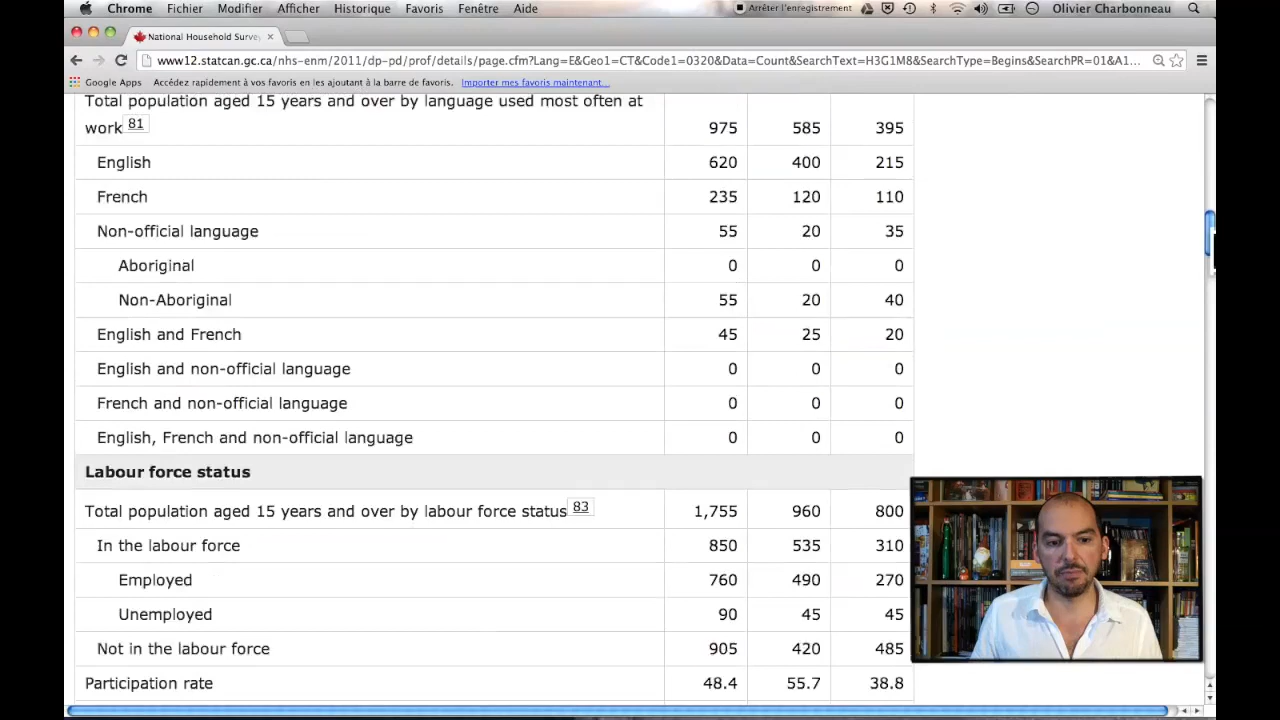 Chrome Fichier Modifier Afficher Historique Favoris Fenêtre Aide Arrêter l'enregistrement Olivier Charbonneau
National Household Surve
www12.statcan.gc.ca/nhs-enm/2011/dp-pd/prof/details/page.cfm?Lang=E&Geo1=CT&Code1=0320&Data=Count&SearchText=H3G1M8&SearchType=Begins&SearchPR=01&A1...
Google Apps Accédez rapidement à vos favoris en les ajoutant à la barre de favoris. Importer mes favoris maintenant...
Total population aged 15 years and over by language used most often at
work 81 975 585 395
English 620 400 215
French 235 120 110
Non-official language 55 20 35
Aboriginal 0 0 0
Non-Aboriginal 55 20 40
English and French 45 25 20
English and non-official language 0 0 0
French and non-official language 0 0 0
English, French and non-official language 0 0 0
Labour force status
Total population aged 15 years and over by labour force status 83 1,755 960 800
In the labour force 850 535 310
Employed 760 490 270
Unemployed 90 45 45
Not in the labour force 905 420 485
Participation rate 48.4 55.7 38.8